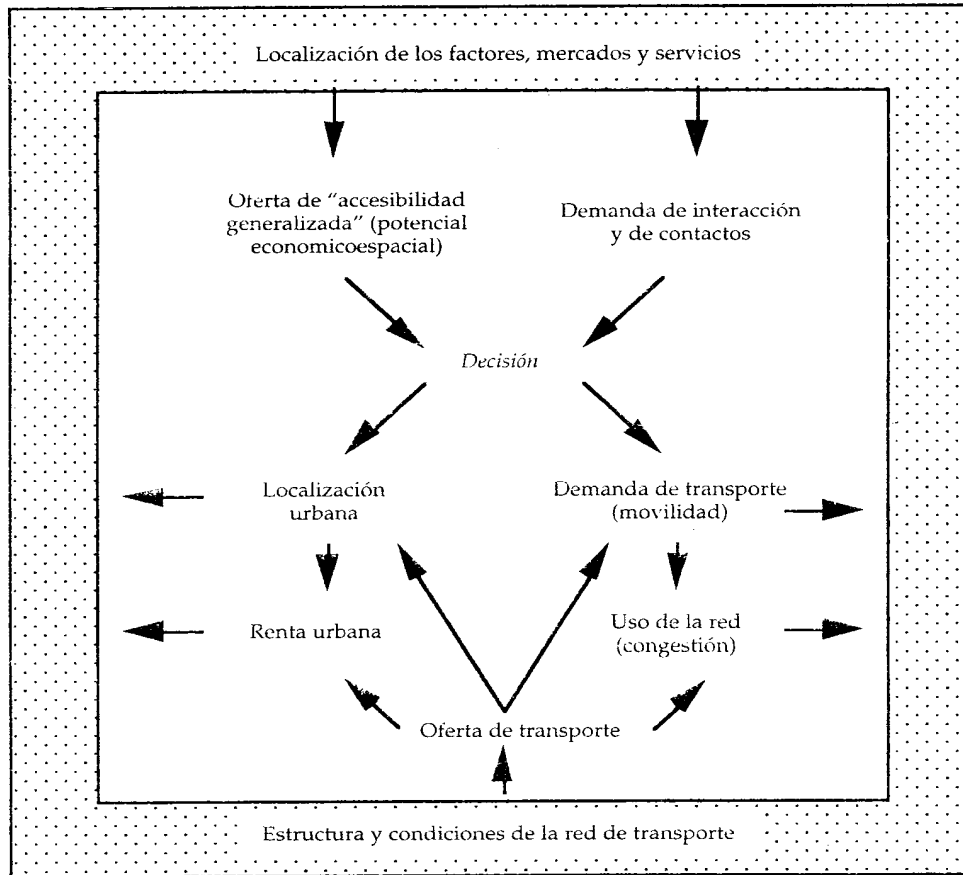 Localización de los factores, mercados y servicios
Oferta de "accesibilidad
generalizada" (potencial
economicoespacial)
Demanda de interacción
y de contactos
Decisión
Localización
urbana
Demanda de transporte
(movilidad)
Renta urbana
Uso de la red
(congestión)
Oferta de transporte
Estructura y condiciones de la red de transporte